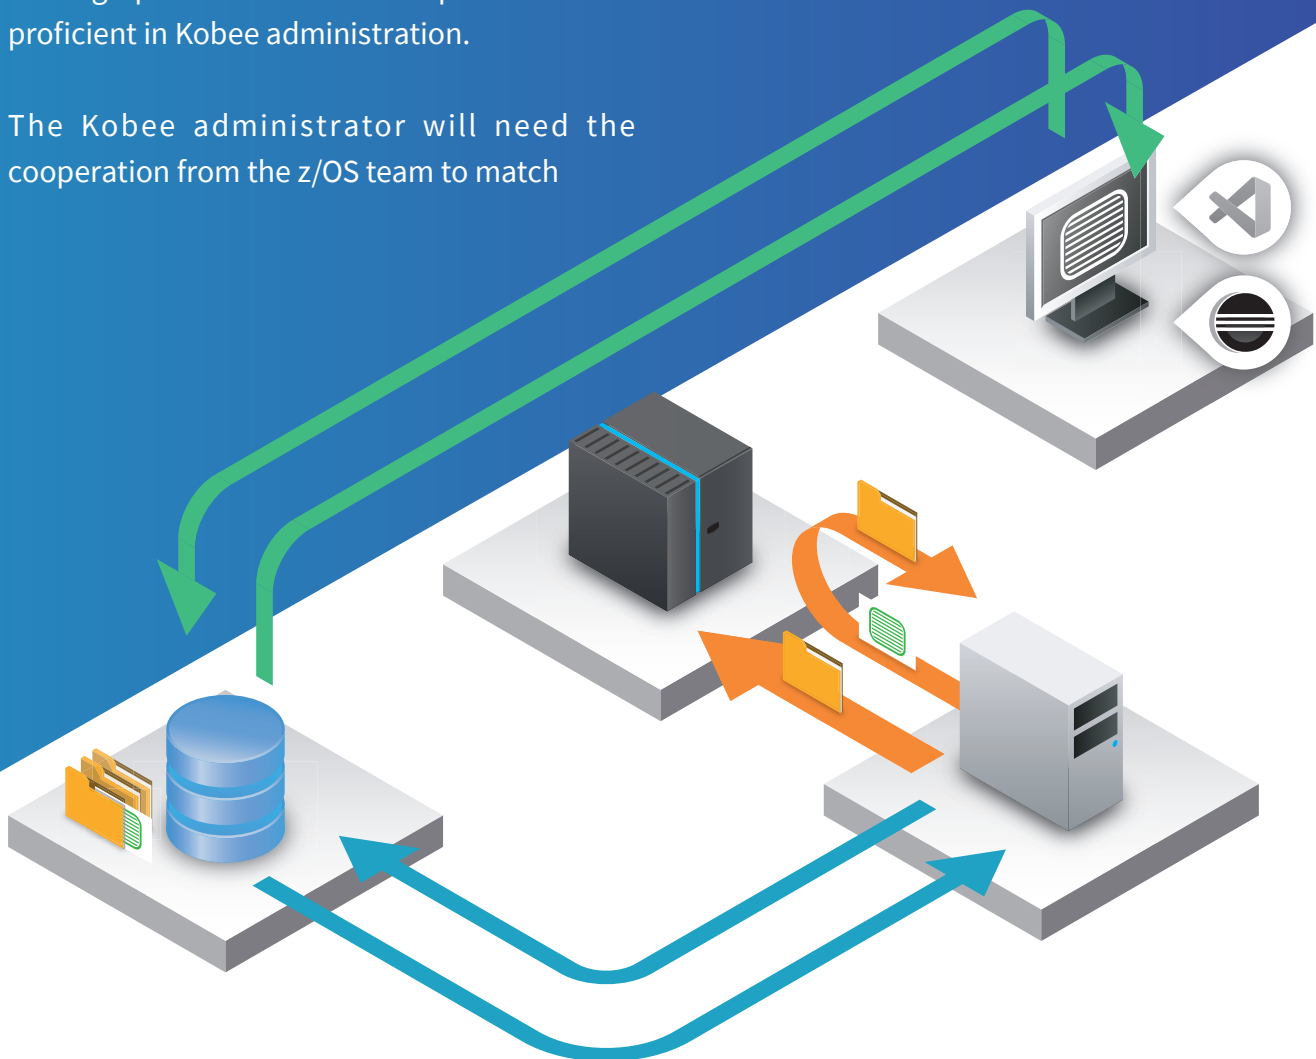 proficient in Kobee administration.
The Kobee administrator will need the
cooperation from the z/OS team to match